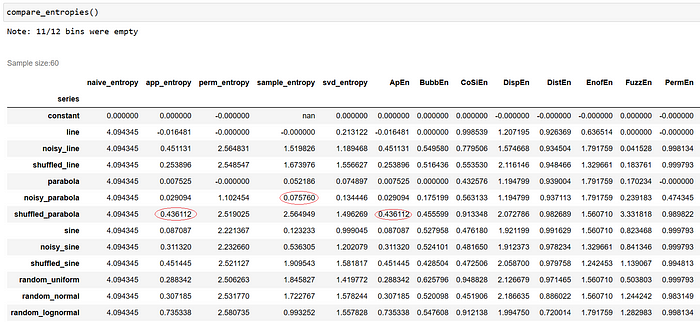 compare_entropies()
Note: 11/12 bins were empty
Sample size:60
naive_entropy app_entropy perm_entropy sample_entropy svd_entropy ApEn BubbEn CoSiEn DispEn DistEn EnofEn FuzzEn PermEn
series
constant 0.000000 0.000000 -0.000000 nan 0.000000 0.000000 0.000000 0.000000 -0.000000 -0.000000 -0.000000 0.000000 -0.000000
line 4.094345 -0.016481 -0.000000 -0.000000 0.213122 -0.016481 0.000000 0.998539 1.207195 0.926369 0.636514 0.000000 -0.000000
noisy_line 4.094345 0.451131 2.564831 1.519826 1.189468 0.451131 0.549580 0.779506 1.574668 0.934504 1.791759 0.041528 0.998134
shuffled_line 4.094345 0.253896 2.548547 1.673976 1.556627 0.253896 0.516436 0.553530 2.116146 0.948466 1.329661 0.183761 0.999793
parabola 4.094345 0.007525 -0.000000 0.052186 0.074897 0.007525 0.000000 0.432576 1.194799 0.939004 1.791759 0.170234 -0.000000
noisy_parabola 4.094345 0.029094 1.102454 0.075760 0.134446 0.029094 0.175199 0.563133 1.194799 0.937113 1.791759 0.239183 0.474345
shuffled_parabola 4.094345 0.436112 2.519025 2.564949 1.496269 0.436112 0.455599 0.913348 2.072786 0.982689 1.560710 3.331818 0.989822
sine 4.094345 0.087087 2.221367 0.123233 0.999045 0.087087 0.527958 0.476180 1.921199 0.991629 1.560710 0.823468 0.999793
noisy_sine 4.094345 0.311320 2.232660 0.536305 1.202079 0.311320 0.524101 0.481650 1.912373 0.978234 1.329661 0.841346 0.999793
shuffled_sine 4.094345 0.451445 2.521127 1.909543 1.581817 0.451445 0.428504 0.472506 2.058700 0.979758 1.242453 1.139067 0.994813
random_uniform 4.094345 0.288342 2.506263 1.845827 1.419772 0.288342 0.625796 0.948828 2.126679 0.971465 1.560710 0.503803 0.999793
random_normal 4.094345 0.307185 2.531770 1.722767 1.578244 0.307185 0.520098 0.451906 2.186635 0.886022 1.560710 1.244242 0.983149
random_lognormal 4.094345 0.735338 2.580735 0.993252 1.557828 0.735338 0.547608 0.912138 1.994750 0.720014 1.791759 1.282983 0.998134